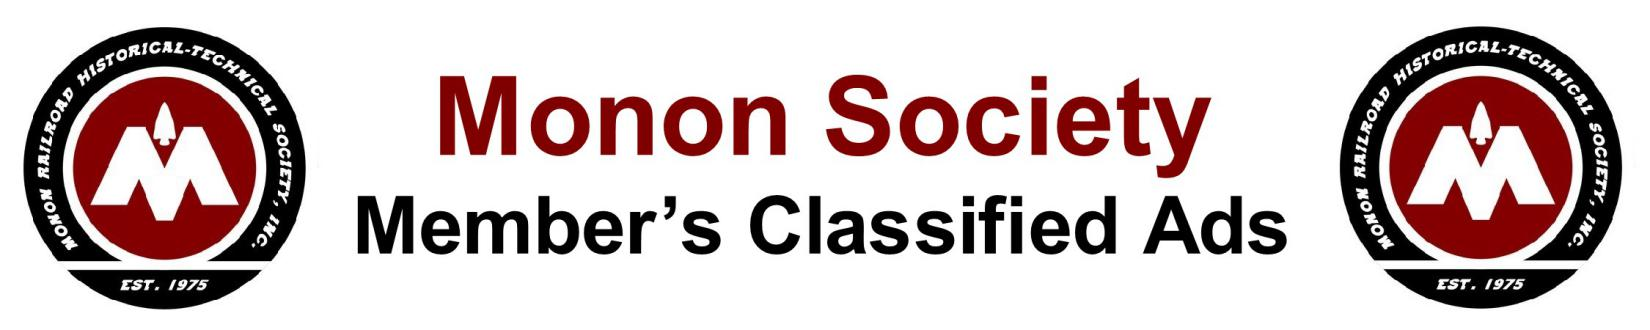 MONON RAILROAD HISTORICAL-TECHNICAL SOCIETY, INC.
M
EST. 1975
Monon Society
Member’s Classified Ads
MONON RAILROAD HISTORICAL-TECHNICAL SOCIETY, INC.
M
EST. 1975